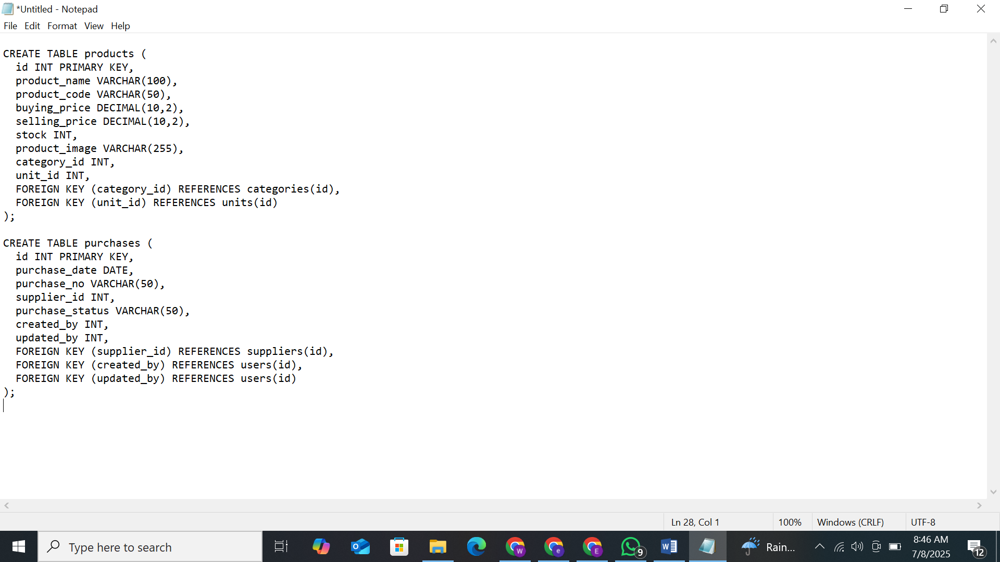 *Untitled - Notepad
File Edit Format View Help
CREATE TABLE products (
  id INT PRIMARY KEY,
  product_name VARCHAR(100),
  product_code VARCHAR(50),
  buying_price DECIMAL(10,2),
  selling_price DECIMAL(10,2),
  stock INT,
  product_image VARCHAR(255),
  category_id INT,
  unit_id INT,
  FOREIGN KEY (category_id) REFERENCES categories(id),
  FOREIGN KEY (unit_id) REFERENCES units(id)
);
CREATE TABLE purchases (
  id INT PRIMARY KEY,
  purchase_date DATE,
  purchase_no VARCHAR(50),
  supplier_id INT,
  purchase_status VARCHAR(50),
  created_by INT,
  updated_by INT,
  FOREIGN KEY (supplier_id) REFERENCES suppliers(id),
  FOREIGN KEY (created_by) REFERENCES users(id),
  FOREIGN KEY (updated_by) REFERENCES users(id)
);
Ln 28, Col 1 100% Windows (CRLF) UTF-8
Type here to search W e E 9 W Rain... 8:46 AM 12
7/8/2025